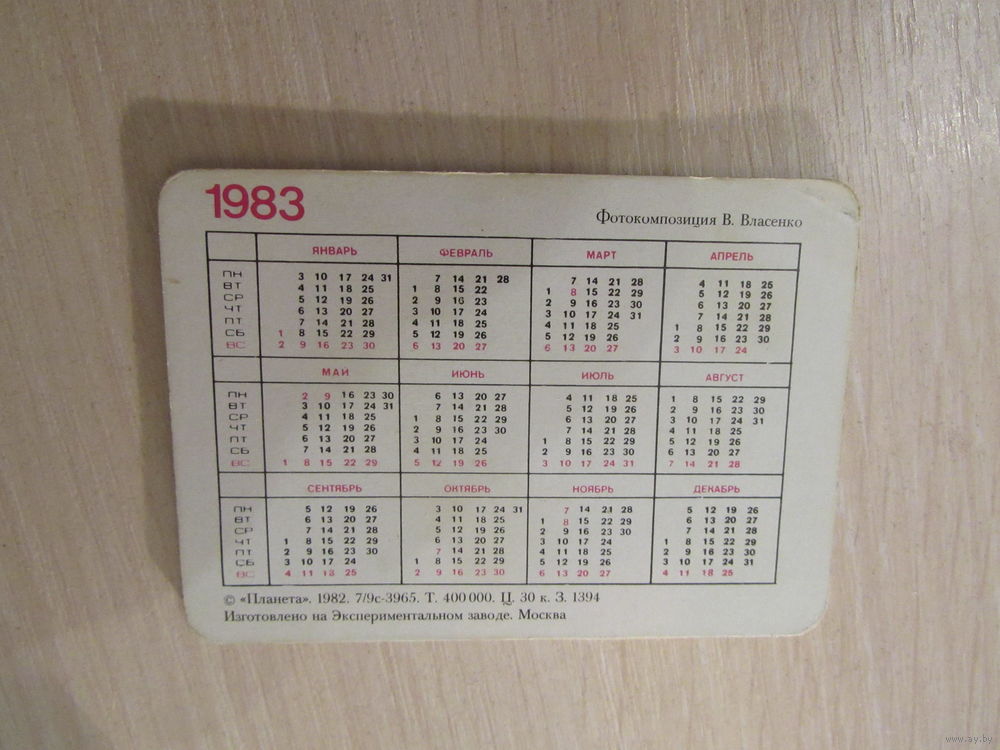 1983
Фотокомпозиция В. Власенко
ЯНВАРЬ ФЕВРАЛЬ МАРТ АПРЕЛЬ
ПН 3 10 17 24 31 7 14 21 28 7 14 21 28 4 11 18 25
ВТ 4 11 18 25 1 8 15 22 1 8 15 22 29 5 12 19 26
СР 5 12 19 26 2 9 16 23 2 9 16 23 30 6 13 20 27
ЧТ 6 13 20 27 3 10 17 24 3 10 17 24 31 7 14 21 28
ПТ 7 14 21 28 4 11 18 25 4 11 18 25 1 8 15 22 29
СБ 1 8 15 22 29 5 12 19 26 5 12 19 26 2 9 16 23 30
ВС 2 9 16 23 30 6 13 20 27 6 13 20 27 3 10 17 24
МАЙ ИЮНЬ ИЮЛЬ АВГУСТ
ПН 2 9 16 23 30 6 13 20 27 4 11 18 25 1 8 15 22 29
ВТ 3 10 17 24 31 7 14 21 28 5 12 19 26 2 9 16 23 30
СР 4 11 18 25 1 8 15 22 29 6 13 20 27 3 10 17 24 31
ЧТ 5 12 19 26 2 9 16 23 30 7 14 21 28 4 11 18 25
ПТ 6 13 20 27 3 10 17 24 1 8 15 22 29 5 12 19 26
СБ 7 14 21 28 4 11 18 25 2 9 16 23 30 6 13 20 27
ВС 1 8 15 22 29 5 12 19 26 3 10 17 24 31 7 14 21 28
СЕНТЯБРЬ ОКТЯБРЬ НОЯБРЬ ДЕКАБРЬ
ПН 5 12 19 26 3 10 17 24 31 7 14 21 28 5 12 19 26
ВТ 6 13 20 27 4 11 18 25 1 8 15 22 29 6 13 20 27
СР 7 14 21 28 5 12 19 26 2 9 16 23 30 7 14 21 28
ЧТ 1 8 15 22 29 6 13 20 27 3 10 17 24 1 8 15 22 29
ПТ 2 9 16 23 30 7 14 21 28 4 11 18 25 2 9 16 23 30
СБ 3 10 17 24 1 8 15 22 29 5 12 19 26 3 10 17 24 31
ВС 4 11 18 25 2 9 16 23 30 6 13 20 27 4 11 18 25
© «Планета». 1982. 7/9с-3965. Т. 400 000. Ц. 30 к. З. 1394
Изготовлено на Экспериментальном заводе. Москва
www.ay.by